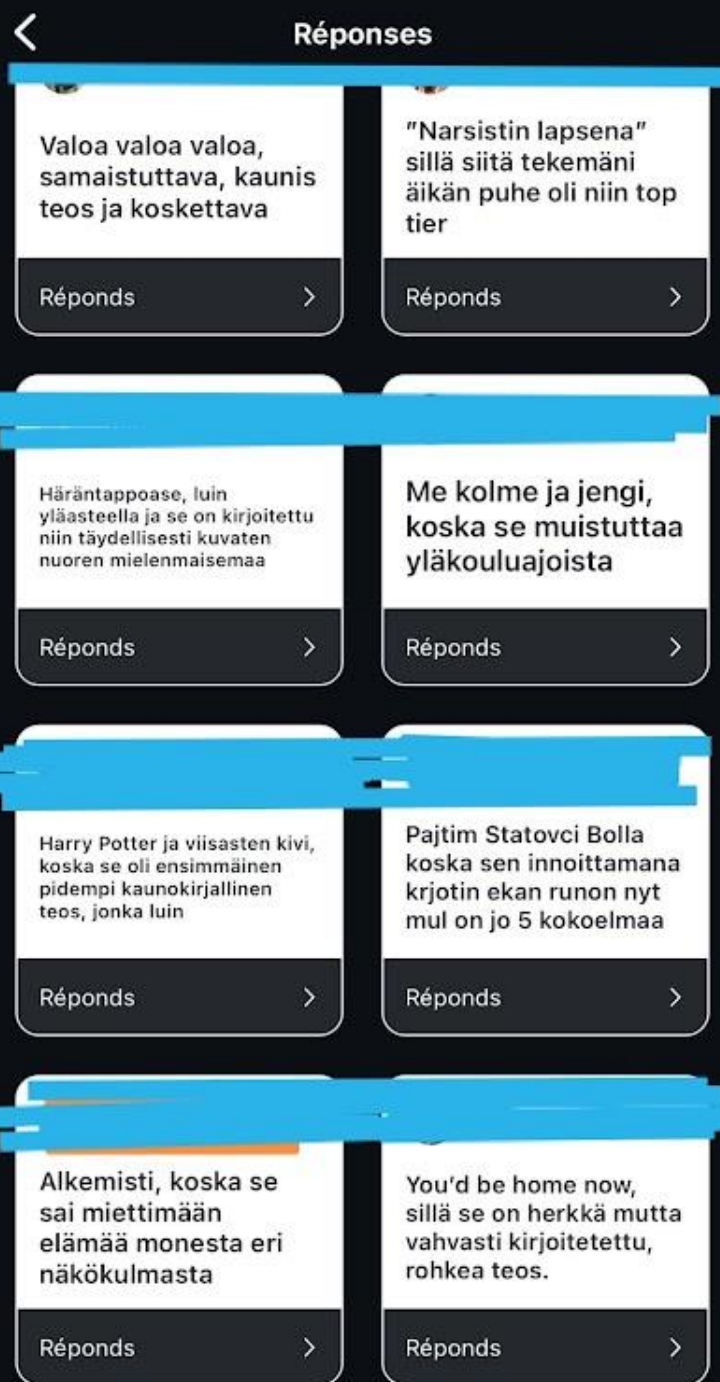 Réponses
Valoa valoa valoa,
samaistuttava, kaunis
teos ja koskettava
Réponds
"Narsistin lapsena"
sillä siitä tekemäni
äikän puhe oli niin top
tier
Réponds
Häräntappoase, luin
yläasteella ja se on kirjoitettu
niin täydellisesti kuvaten
nuoren mielenmaisemaa
Réponds
Me kolme ja jengi,
koska se muistuttaa
yläkouluajoista
Réponds
Harry Potter ja viisasten kivi,
koska se oli ensimmäinen
pidempi kaunokirjallinen
teos, jonka luin
Réponds
Pajtim Statovci Bolla
koska sen innoittamana
krjotin ekan runon nyt
mul on jo 5 kokoelmaa
Réponds
Alkemisti, koska se
sai miettimään
elämää monesta eri
näkökulmasta
Réponds
You'd be home now,
sillä se on herkkä mutta
vahvasti kirjoitetettu,
rohkea teos.
Réponds